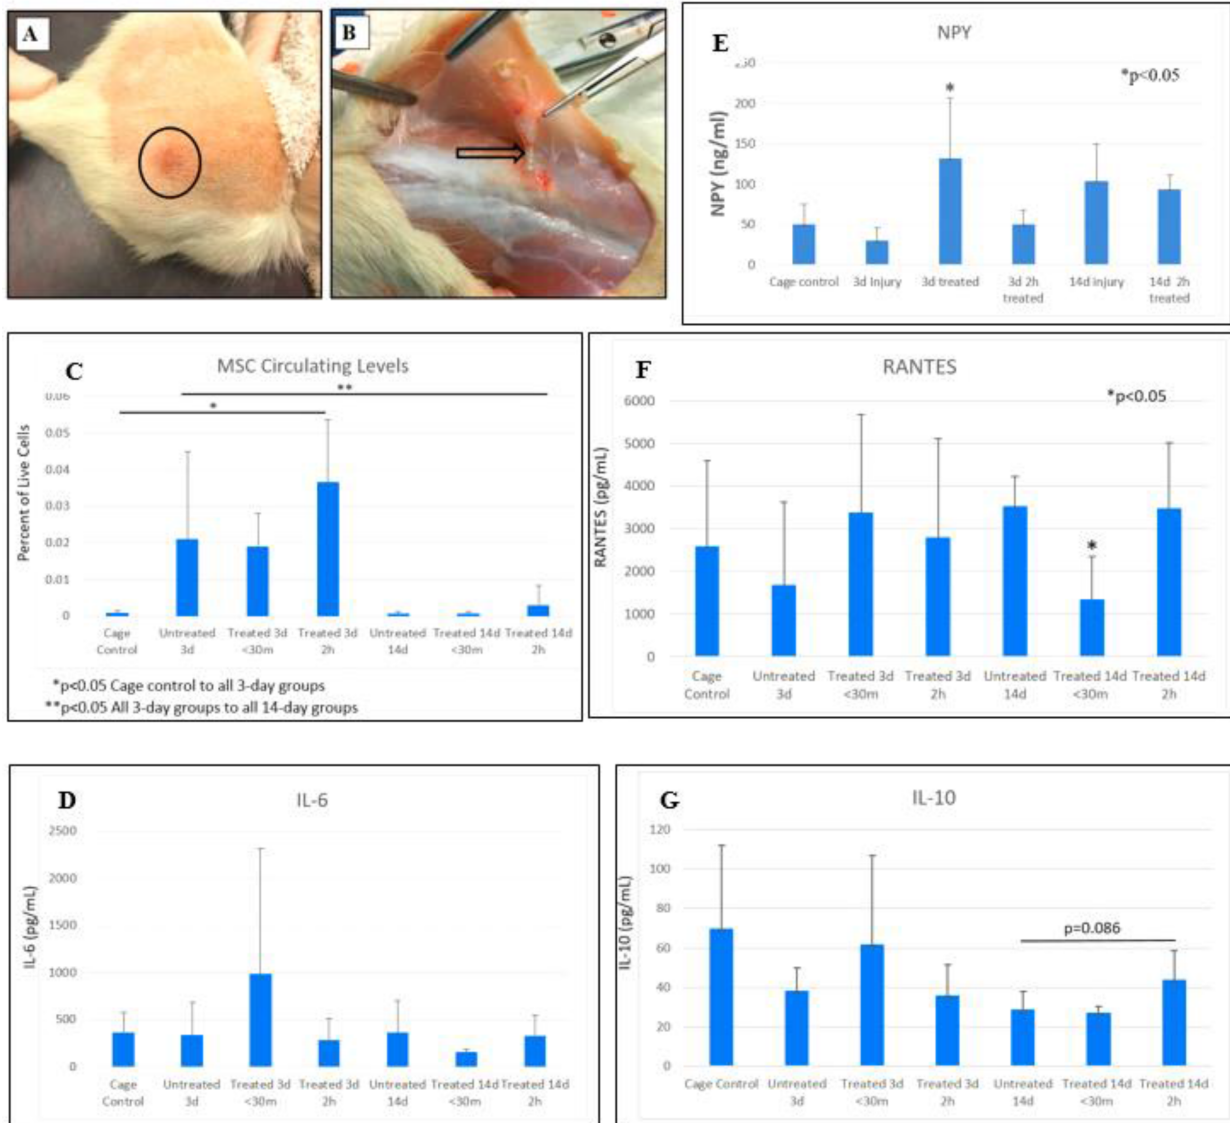 A
B
E
NPY
*p<0.05
NPY (ng/ml)
250
200
150
100
50
0
*
Cage control
3d Injury
3d treated
3d 2h
treated
14d injury
14d 2h
treated
C
MSC Circulating Levels
Percent of Live Cells
0.06
0.05
0.04
0.03
0.02
0.01
0
*
**
Cage
Control
Untreated
3d
Treated 3d
<30m
Treated 3d
2h
Untreated
14d
Treated 14d
<30m
Treated 14d
2h
*p<0.05 Cage control to all 3-day groups
**p<0.05 All 3-day groups to all 14-day groups
F
RANTES
*p<0.05
RANTES (pg/mL)
6000
5000
4000
3000
2000
1000
0
*
Cage
Control
Untreated
3d
Treated 3d
<30m
Treated 3d
2h
Untreated
14d
Treated 14d
<30m
Treated 14d
2h
D
IL-6
IL-6 (pg/mL)
2500
2000
1500
1000
500
0
Cage
Control
Untreated
3d
Treated 3d
<30m
Treated 3d
2h
Untreated
14d
Treated 14d
<30m
Treated 14d
2h
G
IL-10
IL-10 (pg/mL)
120
100
80
60
40
20
0
p=0.086
Cage Control
Untreated
3d
Treated 3d
<30m
Treated 3d
2h
Untreated
14d
Treated 14d
<30m
Treated 14d
2h